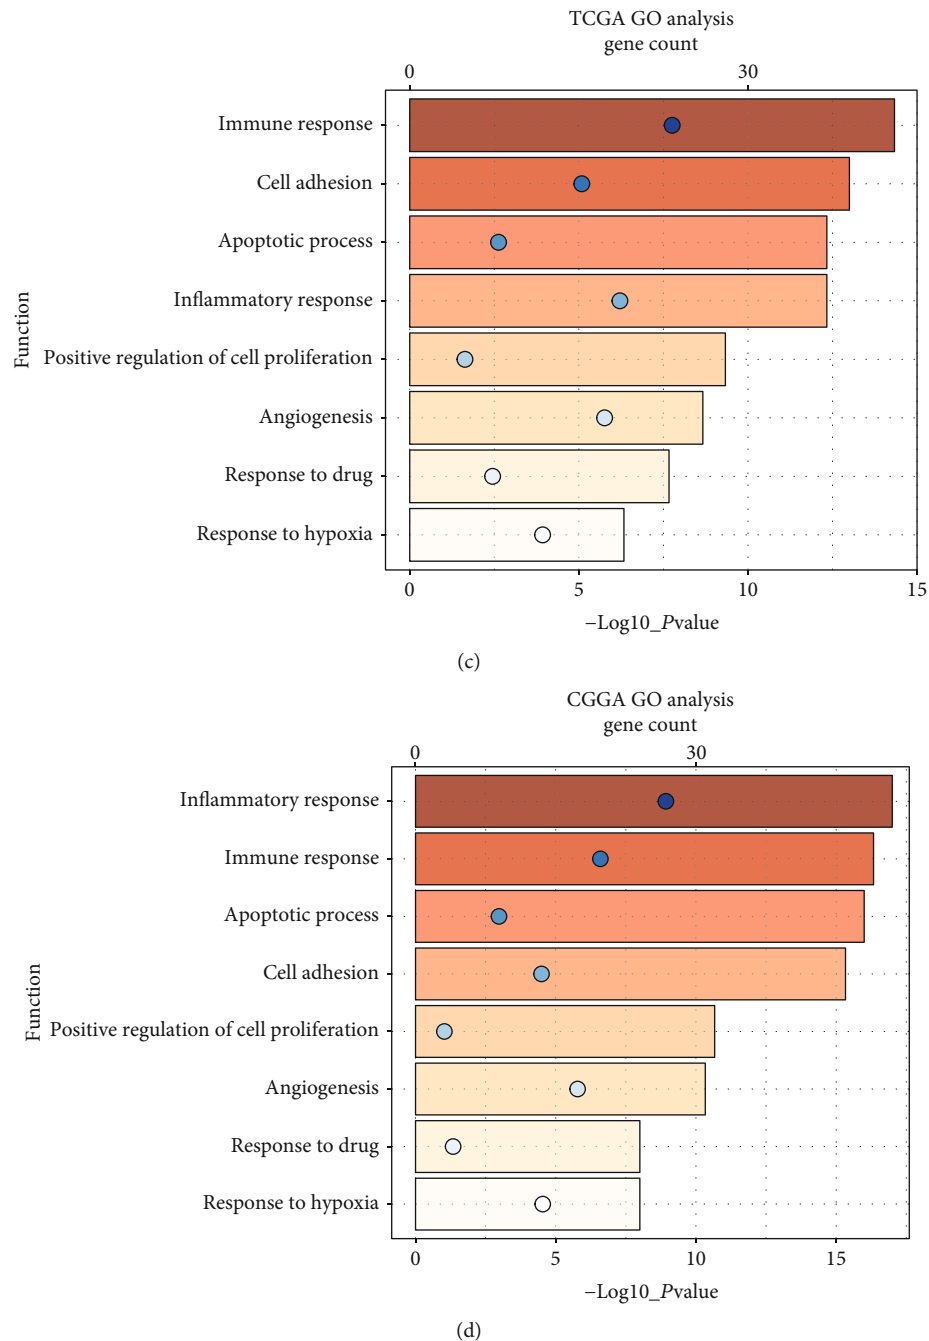 TCGA GO analysis
gene count
0 30
Immune response
Cell adhesion
Apoptotic process
Inflammatory response
Positive regulation of cell proliferation
Angiogenesis
Response to drug
Response to hypoxia
Function
0 5 10 15
−Log10_Pvalue
(c)
CGGA GO analysis
gene count
0 30
Inflammatory response
Immune response
Apoptotic process
Cell adhesion
Positive regulation of cell proliferation
Angiogenesis
Response to drug
Response to hypoxia
Function
0 5 10 15
−Log10_Pvalue
(d)